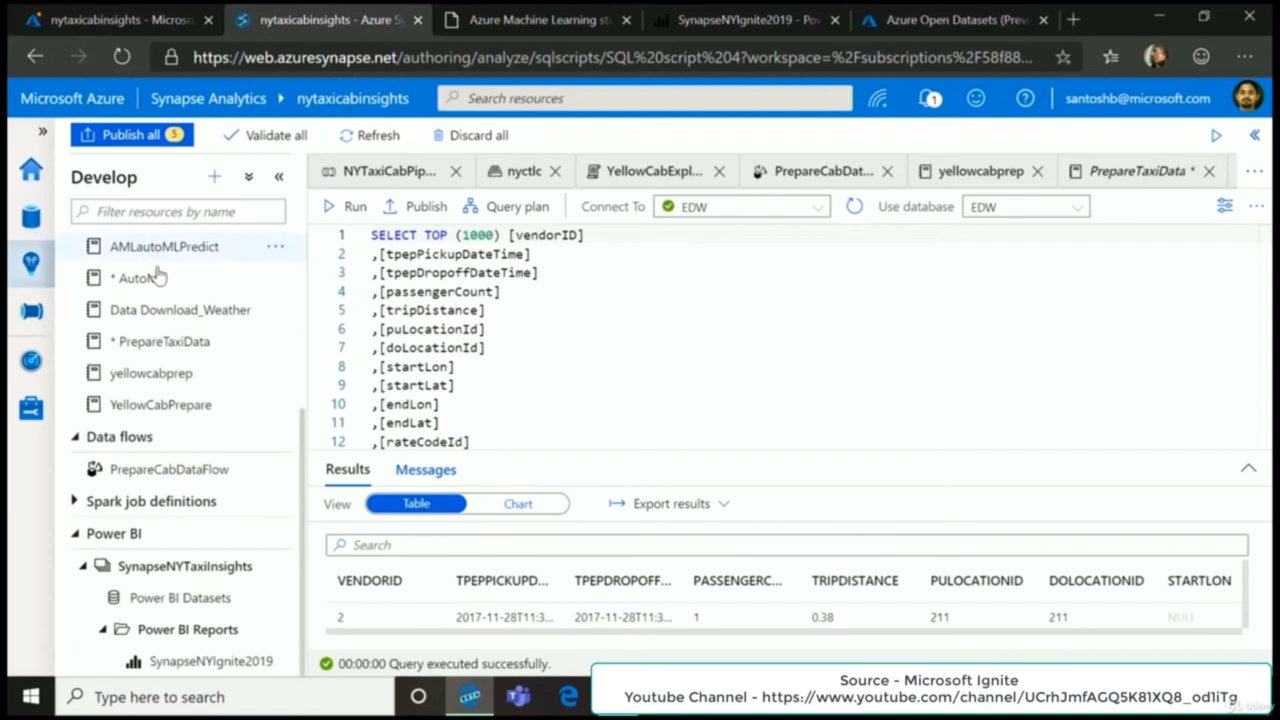 nytaxicabinsights - Microso
nytaxicabinsights - Azure Sy
Azure Machine Learning st
SynapseNYIgnite2019 - Po
Azure Open Datasets (Prev
https://web.azuresynapse.net/authoring/analyze/sqlscripts/SQL%20script%204?workspace=%2Fsubscriptions%2F58f88...
Microsoft Azure
Synapse Analytics
nytaxicabinsights
Search resources
1
santoshb@microsoft.com
Publish all 5
Validate all
Refresh
Discard all
Develop
Filter resources by name
AMLautoMLPredict
Data Download_Weather
* PrepareTaxiData
yellowcabprep
YellowCabPrepare
Data flows
PrepareCabDataFlow
Spark job definitions
Power BI
SynapseNYTaxiInsights
Power BI Datasets
Power BI Reports
SynapseNYIgnite2019
NYTaxiCabPip...
nyctlc
YellowCabExpl...
PrepareCabDat...
yellowcabprep
PrepareTaxiData *
Run
Publish
Query plan
Connect To
EDW
Use database
EDW
1 SELECT TOP (1000) [vendorID]
2 ,[tpepPickupDateTime]
3 ,[tpepDropoffDateTime]
4 ,[passengerCount]
5 ,[tripDistance]
6 ,[puLocationId]
7 ,[doLocationId]
8 ,[startLon]
9 ,[startLat]
10 ,[endLon]
11 ,[endLat]
12 ,[rateCodeId]
Results
Messages
View
Table
Chart
Export results
Search
VENDORID TPEPPICKUPD... TPEPDROPOFF... PASSENGERC... TRIPDISTANCE PULOCATIONID DOLOCATIONID STARTLON
2 2017-11-28T11:3... 2017-11-28T11:3... 1 0.38 211 211 NULL
00:00:00 Query executed successfully.
Type here to search
Source - Microsoft Ignite
Youtube Channel - https://www.youtube.com/channel/UCrhJmfAGQ5K81XQ8_od1iTg